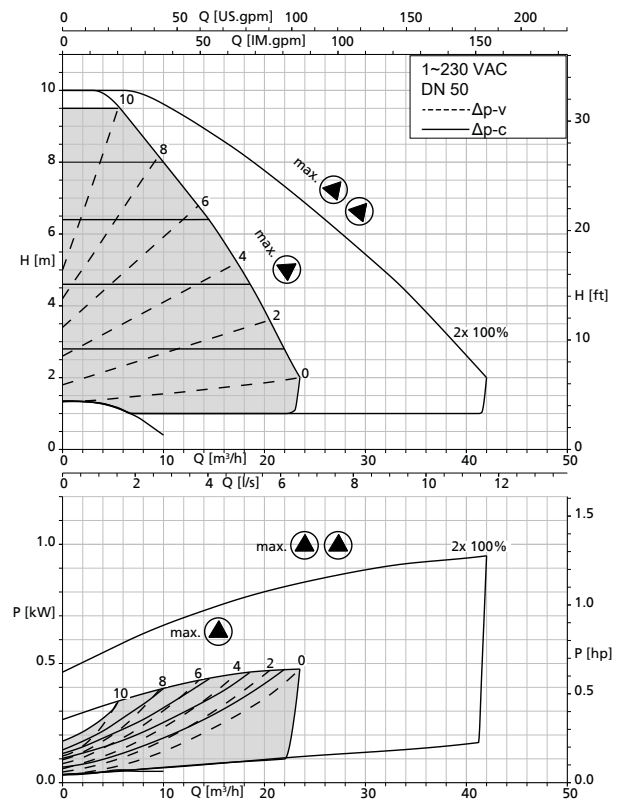 0 50 100 150 200
Q [US.gpm]
0 50 100 150
Q [IM.gpm]
1~230 VAC
DN 50
Δp-v
Δp-c
10
8
6
4
2
0
H [m]
30
20
10
0
H [ft]
10
8
6
4
2
0
max.
max.
2x 100%
0 10 20 30 40 50
Q [m³/h]
0 2 4 6 8 10 12
Q [l/s]
1.0
0.5
0.0
P [kW]
1.5
1.0
0.5
0.0
P [hp]
max.
2x 100%
max.
10 8 6 4 2 0
0 10 20 30 40 50
Q [m³/h]